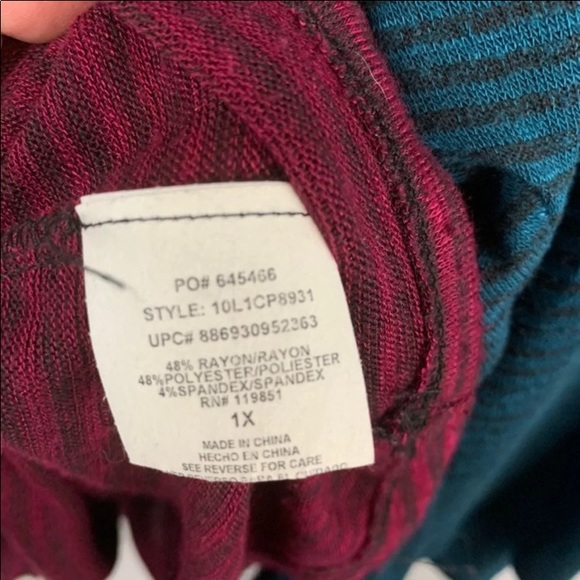 PO# 645466
STYLE: 10L1CP8931
UPC# 886930952363
48% RAYON/RAYON
48%POLYESTER/POLIESTER
4%SPANDEX/SPANDEX
RN# 119851
1X
MADE IN CHINA
HECHO EN CHINA
SEE REVERSE FOR CARE